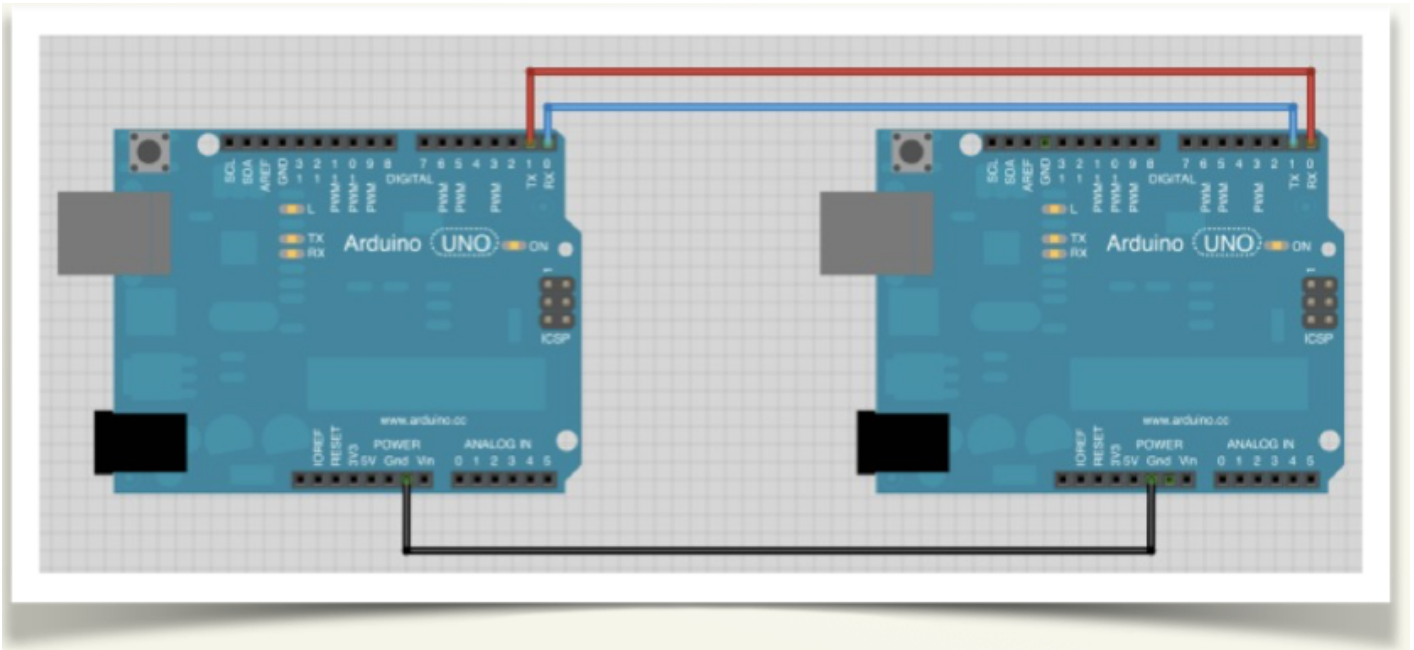 SCL SDA AREF GND 13 12 PWM 11 PWM 10 PWM 9 8 7 PWM 6 PWM 5 4 PWM 3 2 TX 1 RX 0
DIGITAL
L
TX
RX
Arduino UNO ON
1
ICSP
www.arduino.cc
IOREF RESET 3V3 5V Gnd Vin
POWER
ANALOG IN
0 1 2 3 4 5
SCL SDA AREF GND 13 12 PWM 11 PWM 10 PWM 9 8 7 PWM 6 PWM 5 4 PWM 3 2 TX 1 RX 0
DIGITAL
L
TX
RX
Arduino UNO ON
1
ICSP
www.arduino.cc
IOREF RESET 3V3 5V Gnd Vin
POWER
ANALOG IN
0 1 2 3 4 5